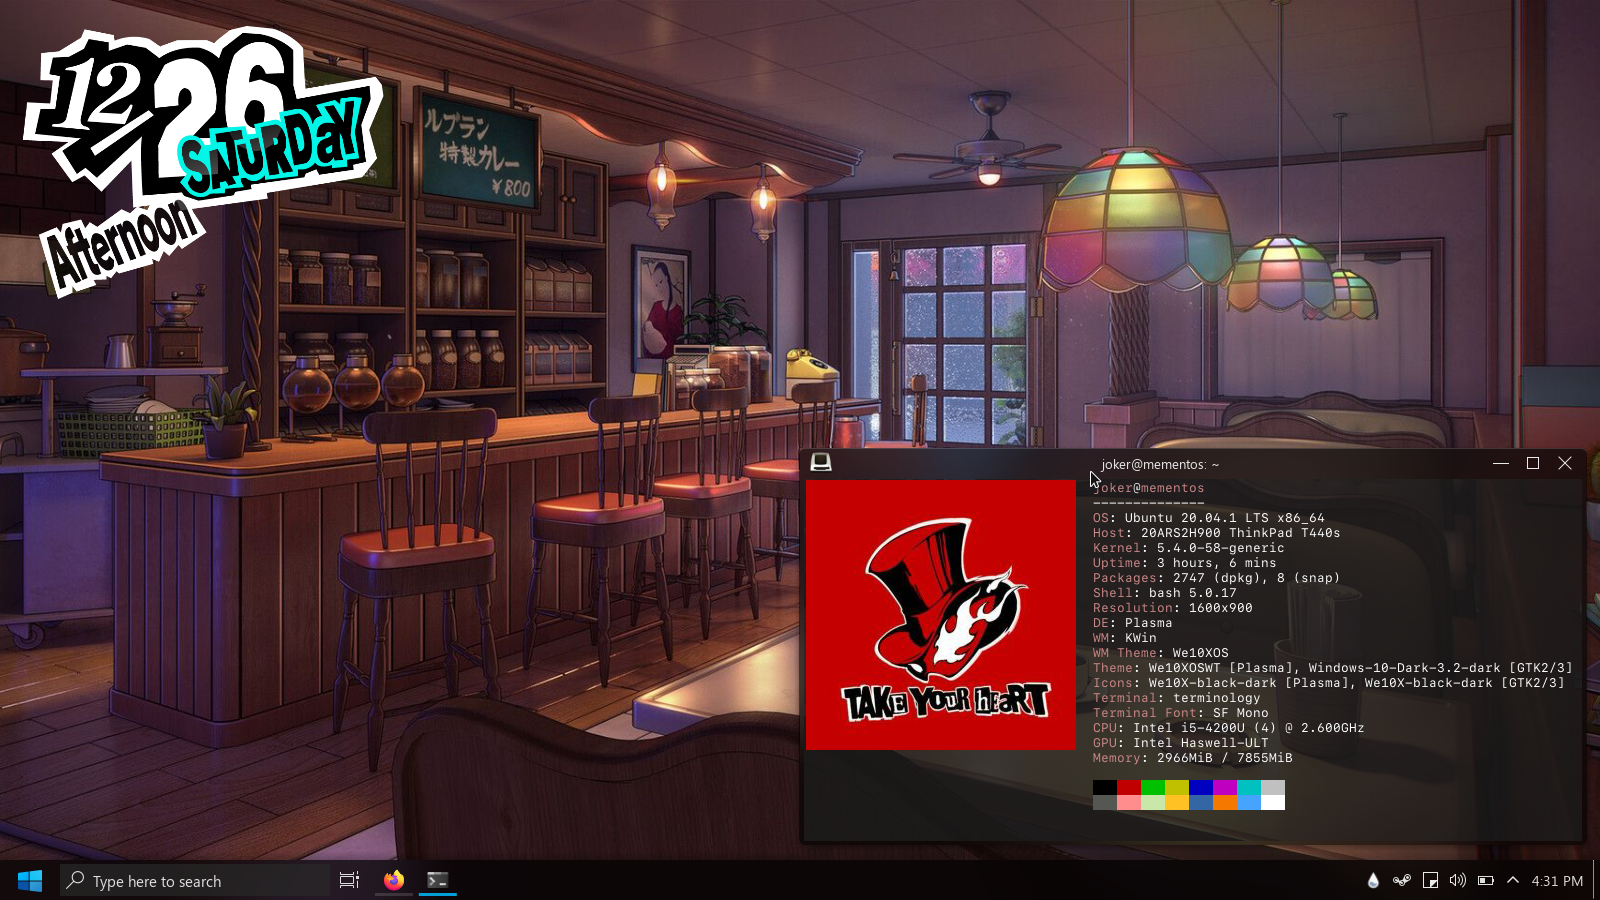 12/26
SATURDAY
Afternoon
ルブラン
特製カレー
¥800
joker@mementos: ~
joker@mementos
--------------
OS: Ubuntu 20.04.1 LTS x86_64
Host: 20ARS2H900 ThinkPad T440s
Kernel: 5.4.0-58-generic
Uptime: 3 hours, 6 mins
Packages: 2747 (dpkg), 8 (snap)
Shell: bash 5.0.17
Resolution: 1600x900
DE: Plasma
WM: KWin
WM Theme: We10XOS
Theme: We10XOSWT [Plasma], Windows-10-Dark-3.2-dark [GTK2/3]
Icons: We10X-black-dark [Plasma], We10X-black-dark [GTK2/3]
Terminal: terminology
Terminal Font: SF Mono
CPU: Intel i5-4200U (4) @ 2.600GHz
GPU: Intel Haswell-ULT
Memory: 2966MiB / 7855MiB
TAKE YOUR HEART
Type here to search
4:31 PM